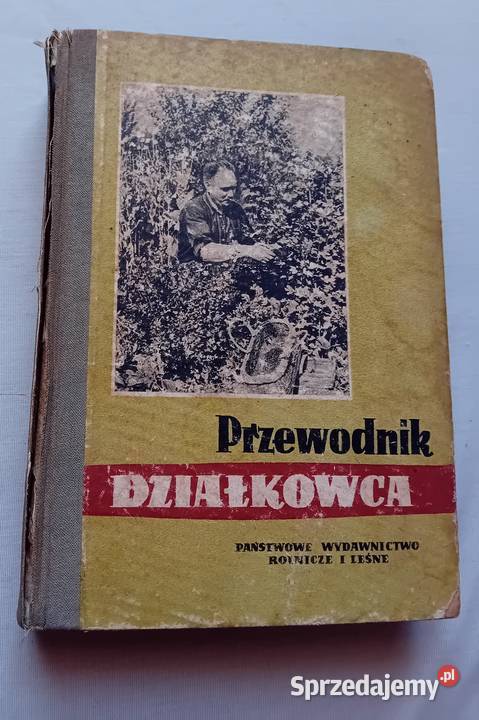 Przewodnik
DZIAŁKOWCA
PAŃSTWOWE WYDAWNICTWO
ROLNICZE I LEŚNE
Sprzedajemy.pl